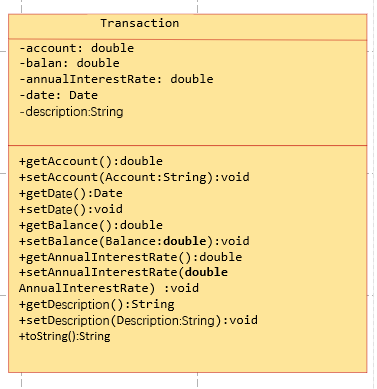 Transaction
-account: double
-balan: double
-annualInterestRate: double
-date: Date
-description:String
+getAccount():double
+setAccount(Account:String):void
+getDate():Date
+setDate():void
+getBalance():double
+setBalance(Balance:double):void
+getAnnualInterestRate():double
+setAnnualInterestRate(double
AnnualInterestRate) :void
+getDescription():String
+setDescription(Description:String):void
+toString():String